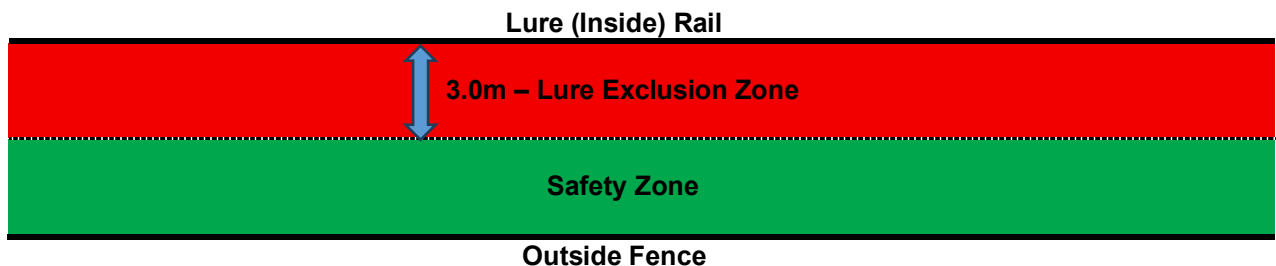 Lure (Inside) Rail
3.0m – Lure Exclusion Zone
Safety Zone
Outside Fence